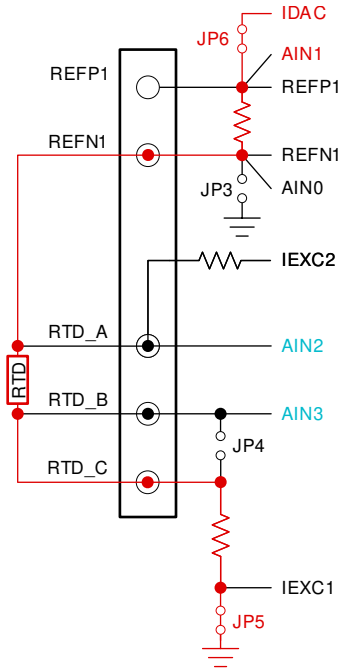 IDAC
JP6
AIN1
REFP1
REFP1
REFN1
REFN1
JP3
AIN0
IEXC2
RTD_A
AIN2
RTD
RTD_B
AIN3
JP4
RTD_C
IEXC1
JP5